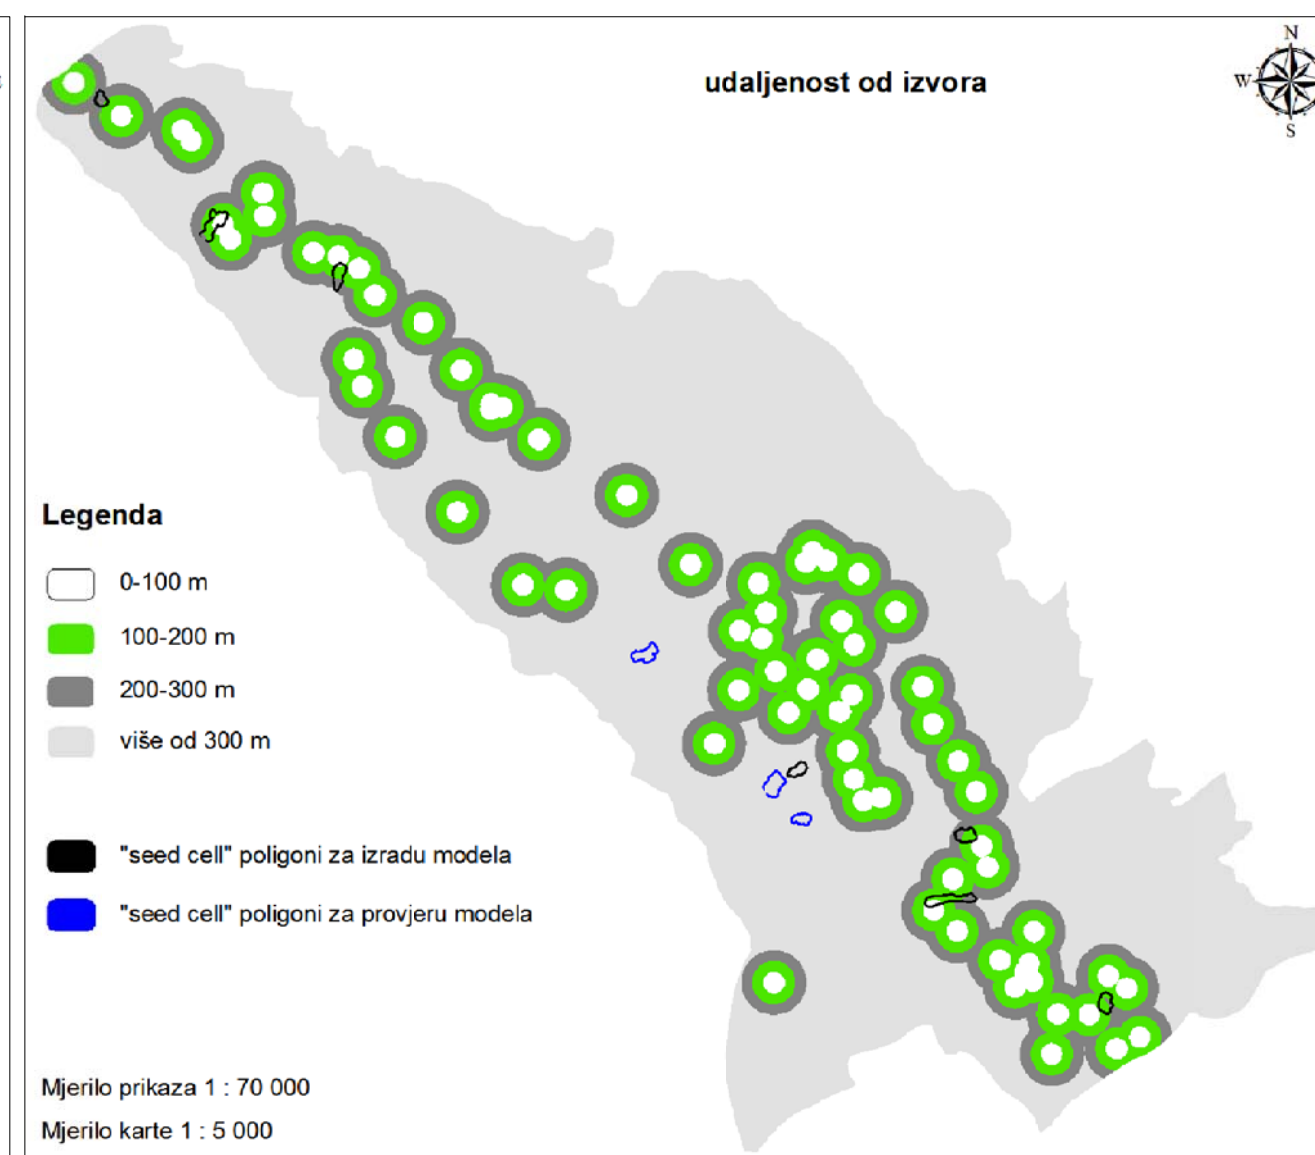 udaljenost od izvora
N
W
S
Legenda
0-100 m
100-200 m
200-300 m
više od 300 m
"seed cell" poligoni za izradu modela
"seed cell" poligoni za provjeru modela
Mjerilo prikaza 1 : 70 000
Mjerilo karte 1 : 5 000